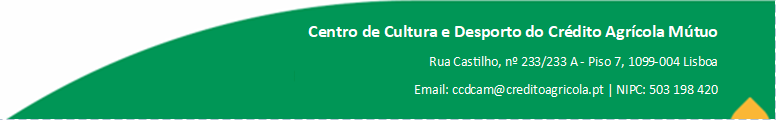 Centro de Cultura e Desporto do Crédito Agrícola Mútuo
Rua Castilho, nº 233/233 A - Piso 7, 1099-004 Lisboa
Email: ccdcam@creditoagricola.pt | NIPC: 503 198 420